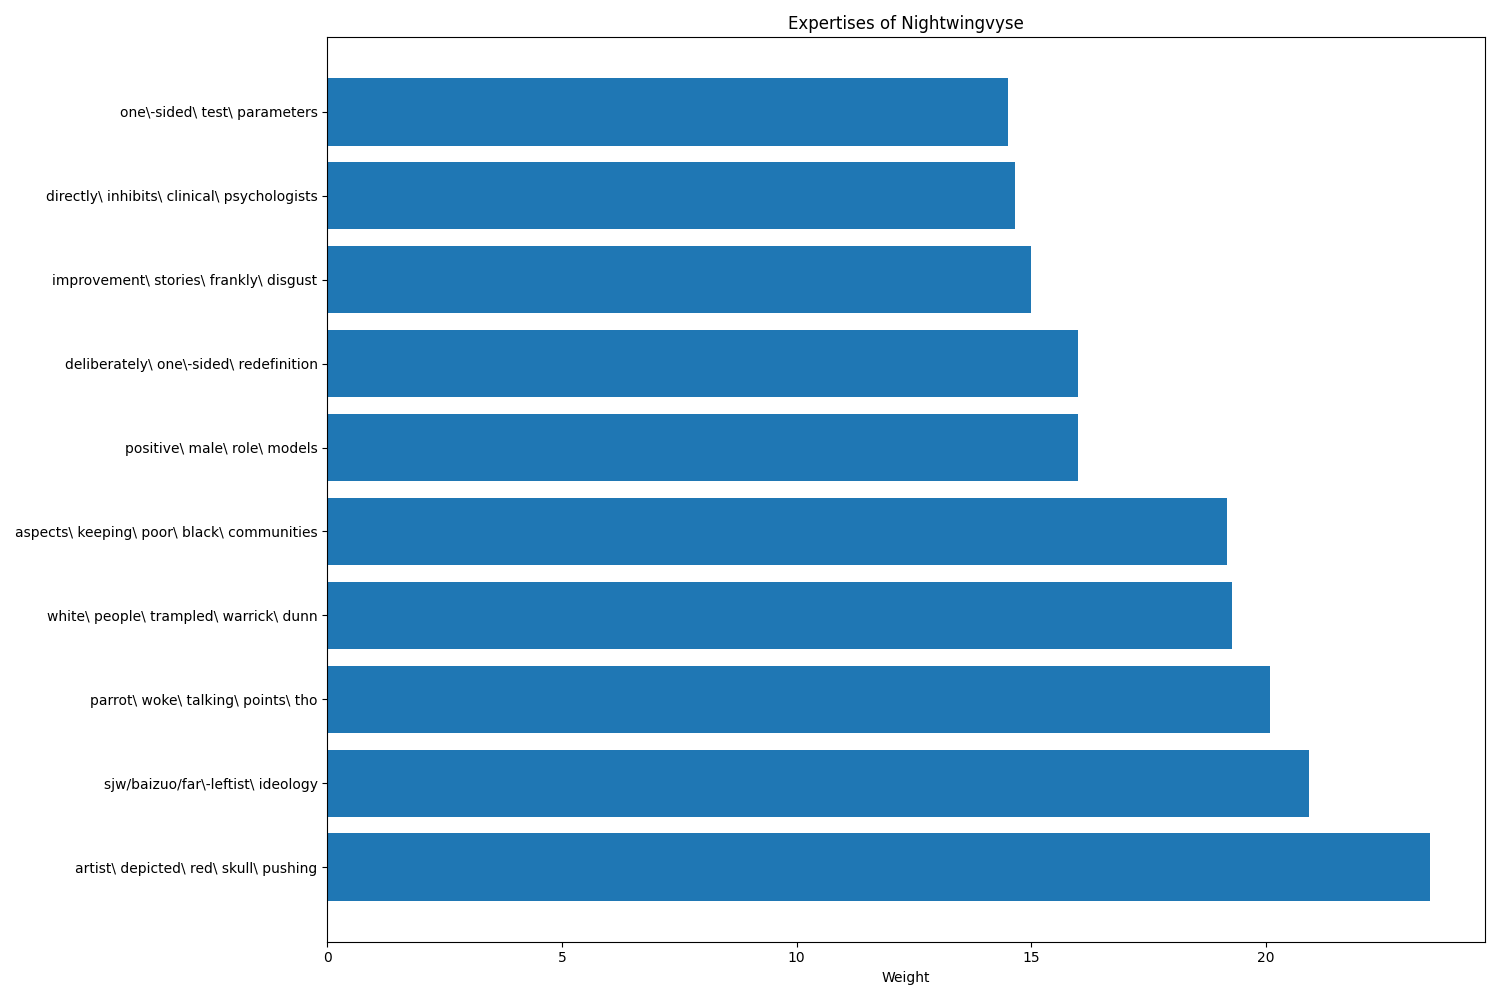 Expertises of Nightwingvyse
one\-sided\ test\ parameters
directly\ inhibits\ clinical\ psychologists
improvement\ stories\ frankly\ disgust
deliberately\ one\-sided\ redefinition
positive\ male\ role\ models
aspects\ keeping\ poor\ black\ communities
white\ people\ trampled\ warrick\ dunn
parrot\ woke\ talking\ points\ tho
sjw/baizuo/far\-leftist\ ideology
artist\ depicted\ red\ skull\ pushing
0 5 10 15 20
Weight